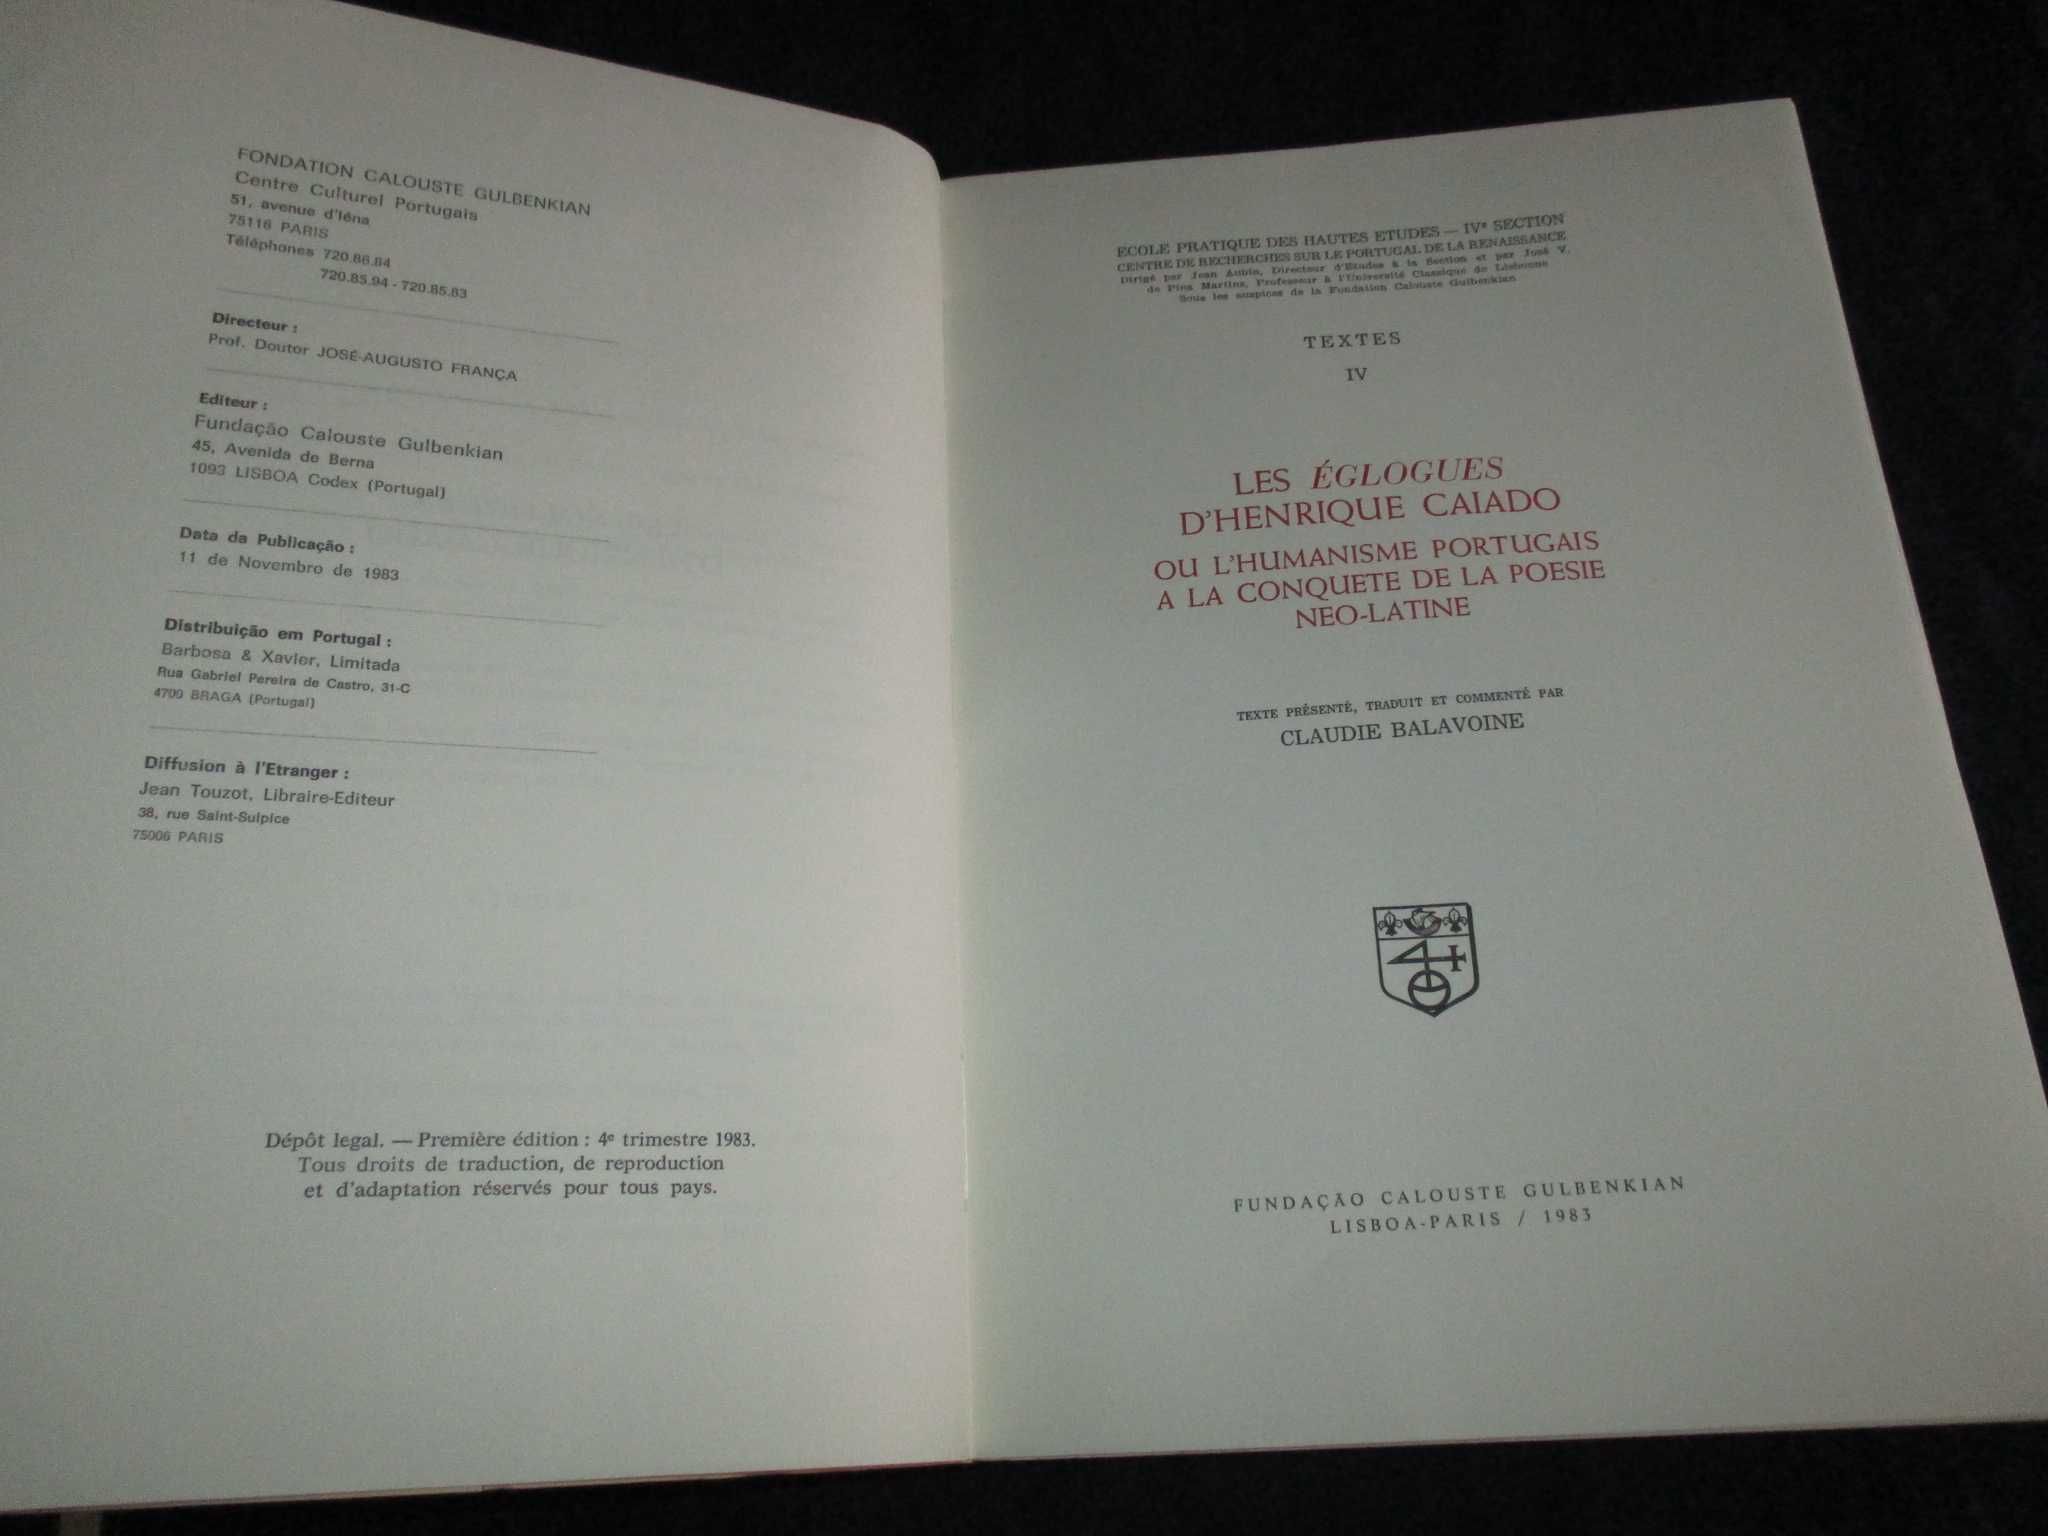 FONDATION CALOUSTE GULBENKIAN
Centre Culturel Portugais
51, avenue d'Iéna
75116 PARIS
Téléphones 720.86.84
720.85.94 - 720.85.83
Directeur :
Prof. Doutor JOSÉ-AUGUSTO FRANÇA
Editeur :
Fundação Calouste Gulbenkian
45, Avenida de Berna
1093 LISBOA Codex (Portugal)
Data da Publicação :
11 de Novembro de 1983
Distribuição em Portugal :
Barbosa & Xavier, Limitada
Rua Gabriel Pereira de Castro, 31-C
4700 BRAGA (Portugal)
Diffusion à l'Etranger :
Jean Touzot, Libraire-Editeur
38, rue Saint-Sulpice
75006 PARIS
Dépôt legal. — Première édition : 4e trimestre 1983.
Tous droits de traduction, de reproduction
et d'adaptation réservés pour tous pays.
ECOLE PRATIQUE DES HAUTES ETUDES — IVe SECTION
CENTRE DE RECHERCHES SUR LE PORTUGAL DE LA RENAISSANCE
Dirigé par Jean Aubin, Directeur d'Etudes à la Section et par José V.
de Pina Martins, Professeur à l'Université Classique de Lisbonne
Sous les auspices de la Fondation Calouste Gulbenkian
TEXTES
IV
LES ÉGLOGUES
D'HENRIQUE CAIADO
OU L'HUMANISME PORTUGAIS
A LA CONQUETE DE LA POESIE
NEO-LATINE
TEXTE PRÉSENTÉ, TRADUIT ET COMMENTÉ PAR
CLAUDIE BALAVOINE
FUNDAÇÃO CALOUSTE GULBENKIAN
LISBOA-PARIS / 1983